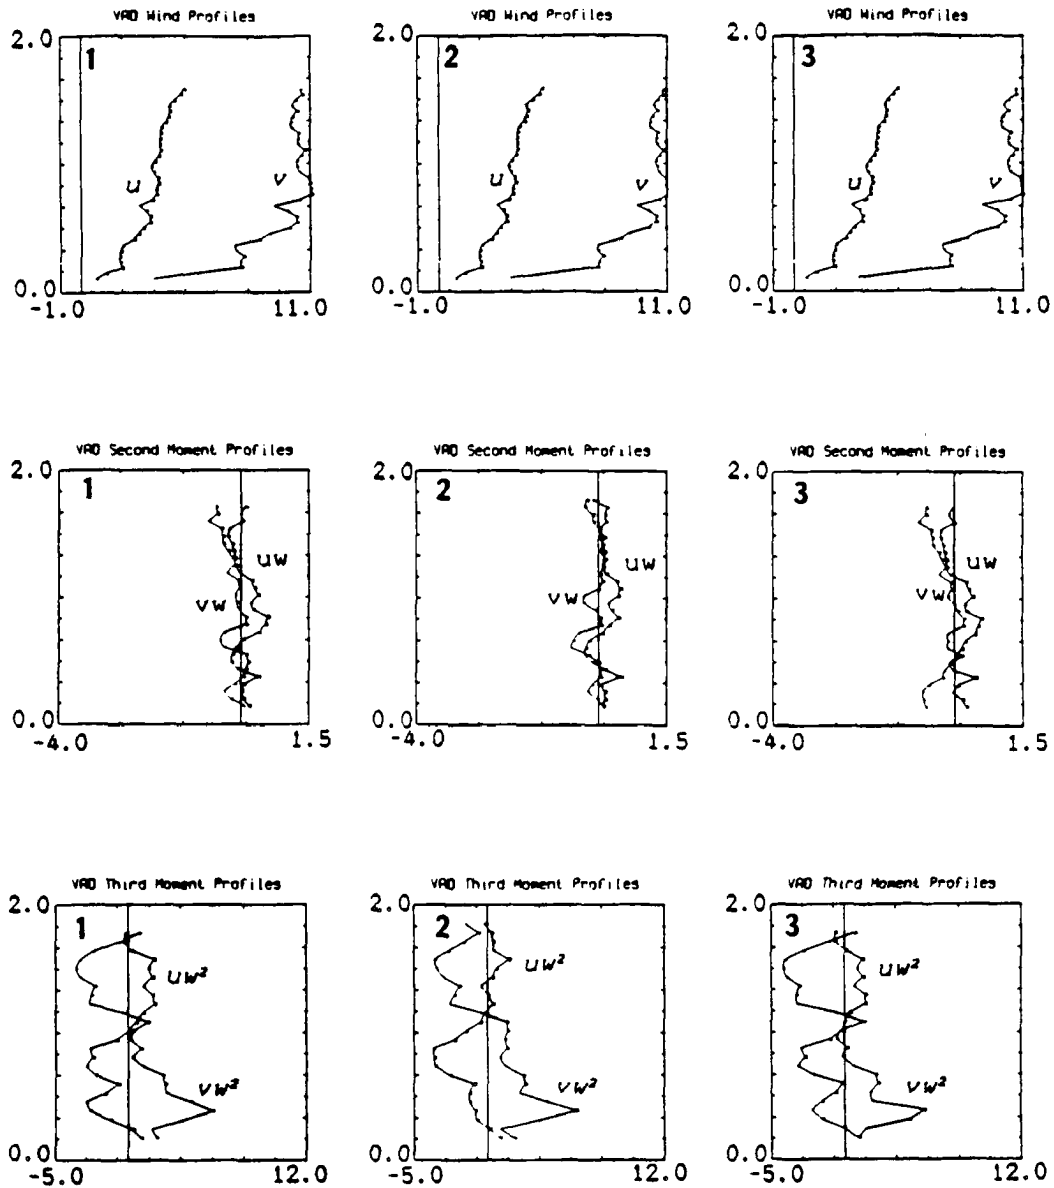 VAD Wind Profiles VAD Wind Profiles VAD Wind Profiles
2.0 1 2.0 2 2.0 3
u v u v u v
0.0 0.0 0.0
-1.0 11.0 -1.0 11.0 -1.0 11.0
VAD Second Moment Profiles VAD Second Moment Profiles VAD Second Moment Profiles
2.0 1 2.0 2 2.0 3
uw uw uw
vw vw vw
0.0 0.0 0.0
-4.0 1.5 -4.0 1.5 -4.0 1.5
VAD Third Moment Profiles VAD Third Moment Profiles VAD Third Moment Profiles
2.0 1 2.0 2 2.0 3
uw² uw² uw²
vw² vw² vw²
0.0 0.0 0.0
-5.0 12.0 -5.0 12.0 -5.0 12.0